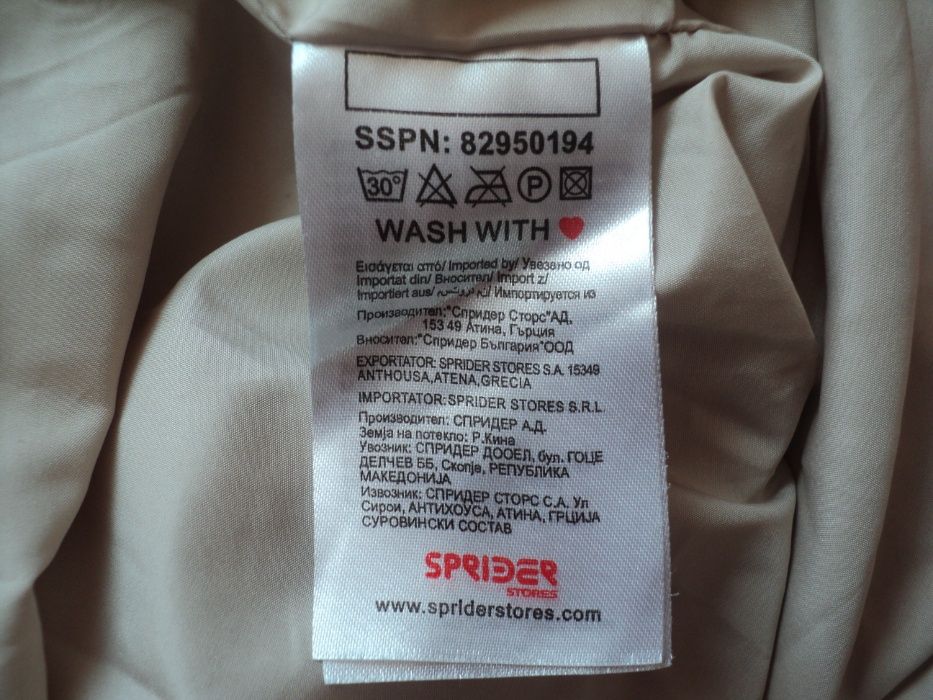 SSPN: 82950194
30°
P
WASH WITH ❤
Εισάγεται από/ Imported by/ Увезено од
Importat din/ Вносител/ Import z/
Importiert aus/ Импортируется из
Производител:"Спридер Сторс"АД,
153 49 Атина, Гърция
Вносител:"Спридер България"ООД
EXPORTATOR: SPRIDER STORES S.A. 15349
ANTHOUSA,ATENA,GRECIA
IMPORTATOR: SPRIDER STORES S.R.L.
Производител: СПРИДЕР А.Д.
Земја на потекло: Р.Кина
Увозник: СПРИДЕР ДООЕЛ, бул. ГОЦЕ
ДЕЛЧЕВ ББ, Скопје, РЕПУБЛИКА
МАКЕДОНИЈА
Извозник: СПРИДЕР СТОРС С.А. Ул
Сирои, АНТИХОУСА, АТИНА, ГРЦИЈА
СУРОВИНСКИ СОСТАВ
SPRIDER
STORES
www.sprIderstores.com